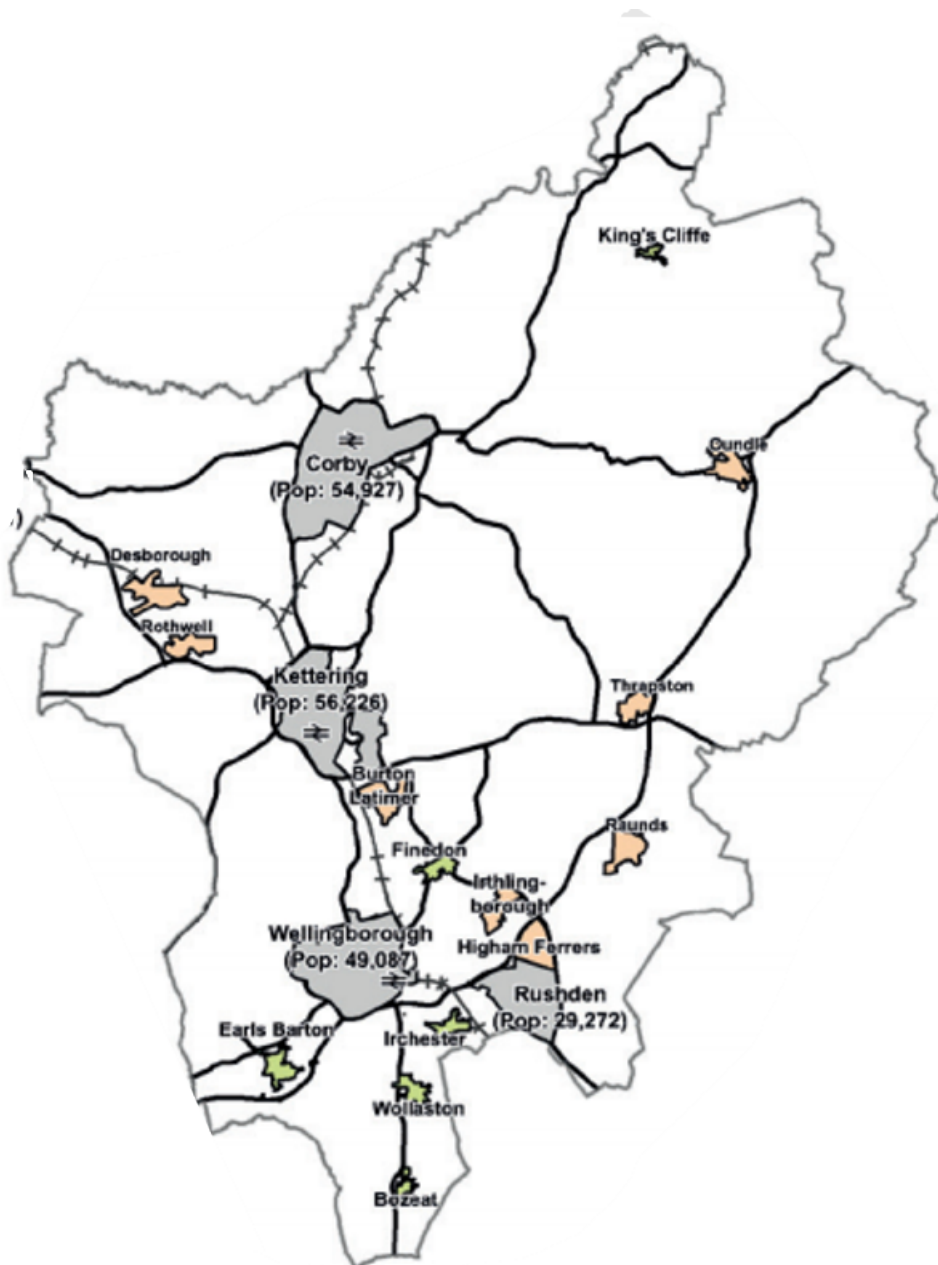 King's Cliffe
Oundle
Corby
(Pop: 54,927)
)
Desborough
Rothwell
Kettering
(Pop: 56,226)
Thrapston
Burton
Latimer
Raunds
Finedon
Irthling-
borough
Wellingborough
(Pop: 49,087)
Higham Ferrers
Rushden
(Pop: 29,272)
Earls Barton
Irchester
Wollaston
Bozeat